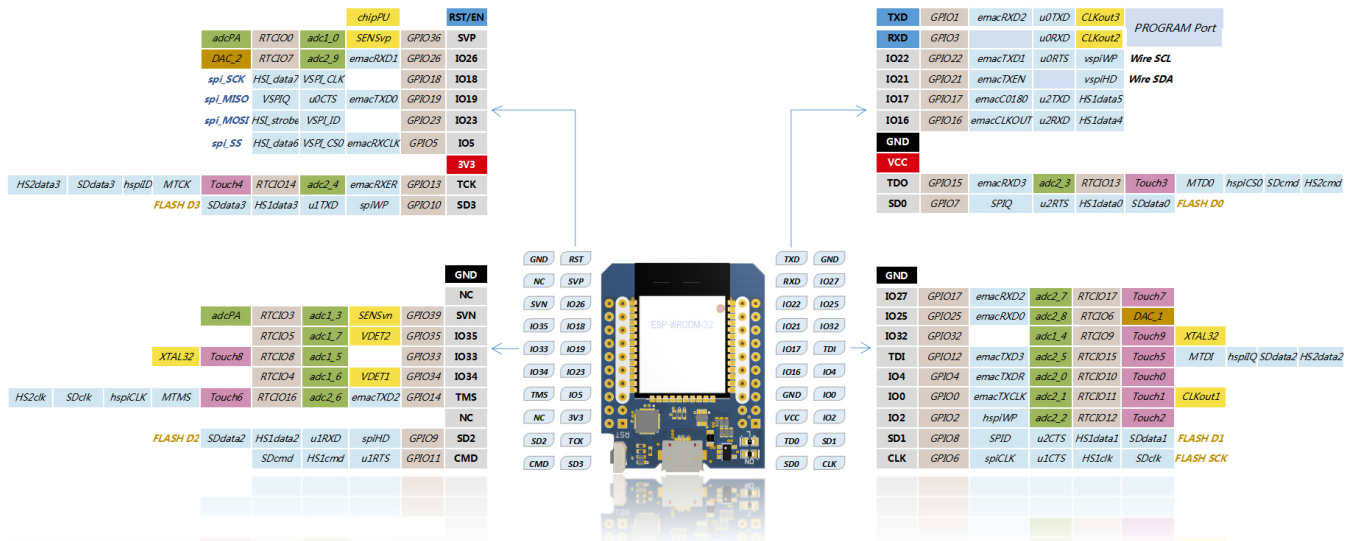 chipPU RST/EN
adcPA RTCIO0 adc1_0 SENSvp GPIO36 SVP
DAC_2 RTCIO7 adc2_9 emacRXD1 GPIO26 IO26
spi_SCK HSI_data7 VSPI_CLK GPIO18 IO18
spi_MISO VSPIQ u0CTS emacTXD0 GPIO19 IO19
spi_MOSI HSI_strobe VSPI_ID GPIO23 IO23
spi_SS HSI_data6 VSPI_CS0 emacRXCLK GPIO5 IO5
3V3
HS2data3 SDdata3 hspiID MTCK Touch4 RTCIO14 adc2_4 emacRXER GPIO13 TCK
FLASH D3 SDdata3 HS1data3 u1TXD spiWP GPIO10 SD3
TXD GPIO1 emacRXD2 u0TXD CLKout3 PROGRAM Port
RXD GPIO3 u0RXD CLKout2
IO22 GPIO22 emacTXD1 u0RTS vspiWP Wire SCL
IO21 GPIO21 emacTXEN vspiHD Wire SDA
IO17 GPIO17 emacC0180 u2TXD HS1data5
IO16 GPIO16 emacCLKOUT u2RXD HS1data4
GND
VCC
TDO GPIO15 emacRXD3 adc2_3 RTCIO13 Touch3 MTD0 hspiCS0 SDcmd HS2cmd
SD0 GPIO7 SPIQ u2RTS HS1data0 SDdata0 FLASH D0
GND
NC
adcPA RTCIO3 adc1_3 SENSvn GPIO39 SVN
RTCIO5 adc1_7 VDET2 GPIO35 IO35
XTAL32 Touch8 RTCIO8 adc1_5 GPIO33 IO33
RTCIO4 adc1_6 VDET1 GPIO34 IO34
HS2clk SDclk hspiCLK MTMS Touch6 RTCIO16 adc2_6 emacTXD2 GPIO14 TMS
NC
FLASH D2 SDdata2 HS1data2 u1RXD spiHD GPIO9 SD2
SDcmd HS1cmd u1RTS GPIO11 CMD
GND RST
NC SVP
SVN IO26
IO35 IO18
IO33 IO19
IO34 IO23
TMS IO5
NC 3V3
SD2 TCK
CMD SD3
ESP-WROOM-32
RST
NO
TXD GND
RXD IO27
IO22 IO25
IO21 IO32
IO17 TDI
IO16 IO4
GND IO0
VCC IO2
TD0 SD1
SD0 CLK
GND
IO27 GPIO17 emacRXD2 adc2_7 RTCIO17 Touch7
IO25 GPIO25 emacRXD0 adc2_8 RTCIO6 DAC_1
IO32 GPIO32 adc1_4 RTCIO9 Touch9 XTAL32
TDI GPIO12 emacTXD3 adc2_5 RTCIO15 Touch5 MTDI hspiIQ SDdata2 HS2data2
IO4 GPIO4 emacTXDR adc2_0 RTCIO10 Touch0
IO0 GPIO0 emacTXCLK adc2_1 RTCIO11 Touch1 CLKout1
IO2 GPIO2 hspiWP adc2_2 RTCIO12 Touch2
SD1 GPIO8 SPID u2CTS HS1data1 SDdata1 FLASH D1
CLK GPIO6 spiCLK u1CTS HS1clk SDclk FLASH SCK